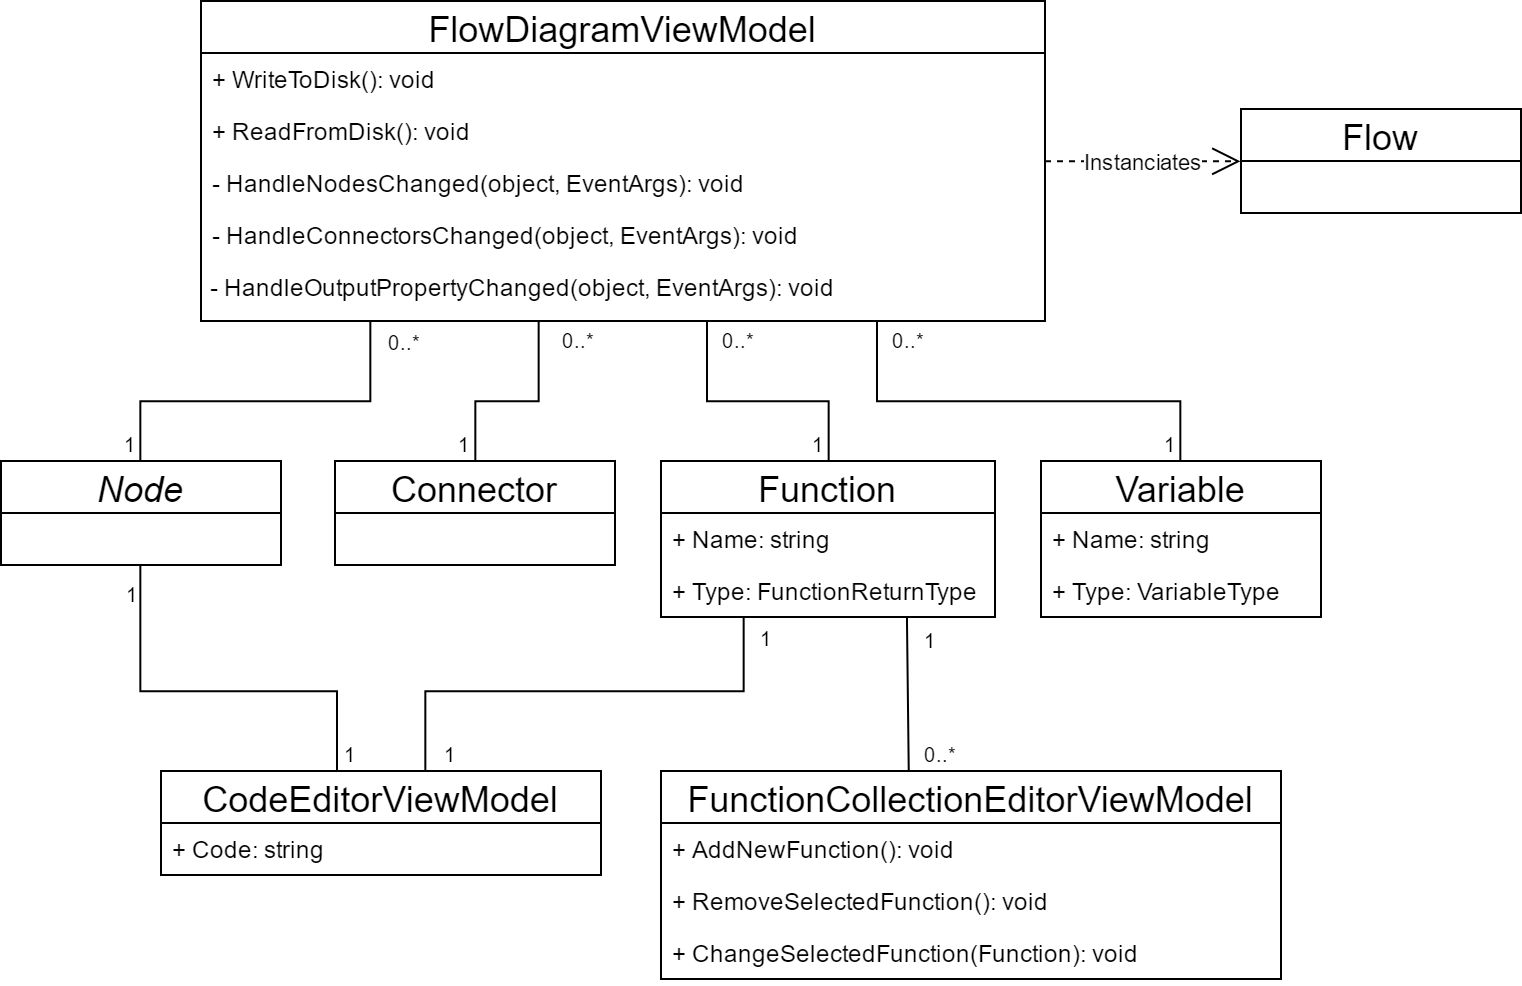 FlowDiagramViewModel
+ WriteToDisk(): void
+ ReadFromDisk(): void
- HandleNodesChanged(object, EventArgs): void
- HandleConnectorsChanged(object, EventArgs): void
- HandleOutputPropertyChanged(object, EventArgs): void
Instanciates
Flow
0..*
0..*
0..*
0..*
1
1
1
1
Node
Connector
Function
+ Name: string
+ Type: FunctionReturnType
Variable
+ Name: string
+ Type: VariableType
1
1
1
1
1
0..*
CodeEditorViewModel
+ Code: string
FunctionCollectionEditorViewModel
+ AddNewFunction(): void
+ RemoveSelectedFunction(): void
+ ChangeSelectedFunction(Function): void